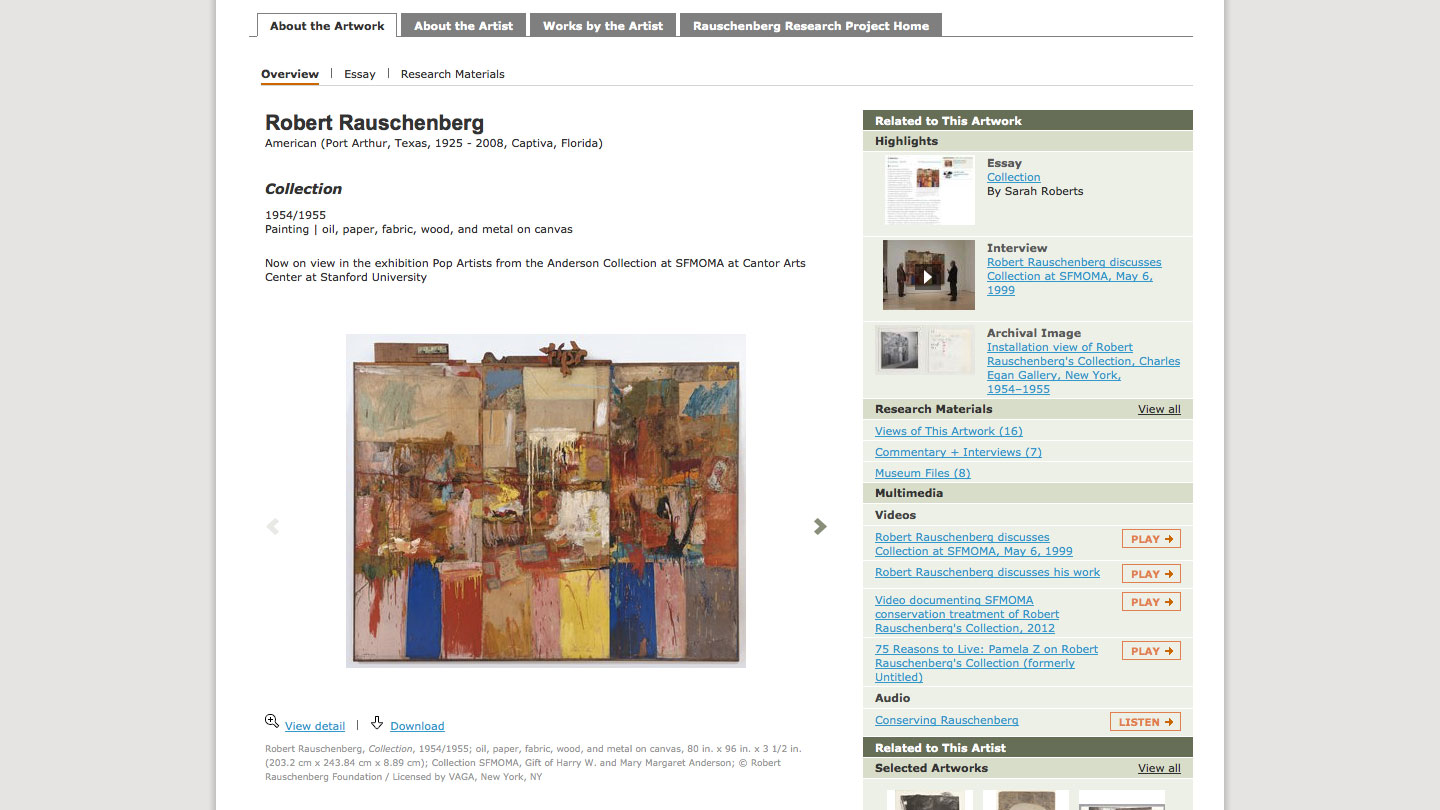 About the Artwork
About the Artist
Works by the Artist
Rauschenberg Research Project Home
Overview | Essay | Research Materials
Robert Rauschenberg
American (Port Arthur, Texas, 1925 - 2008, Captiva, Florida)
Collection
1954/1955
Painting | oil, paper, fabric, wood, and metal on canvas
Now on view in the exhibition Pop Artists from the Anderson Collection at SFMOMA at Cantor Arts
Center at Stanford University
View detail | Download
Robert Rauschenberg, Collection, 1954/1955; oil, paper, fabric, wood, and metal on canvas, 80 in. x 96 in. x 3 1/2 in.
(203.2 cm x 243.84 cm x 8.89 cm); Collection SFMOMA, Gift of Harry W. and Mary Margaret Anderson; © Robert
Rauschenberg Foundation / Licensed by VAGA, New York, NY
Related to This Artwork
Highlights
Essay
Collection
By Sarah Roberts
Interview
Robert Rauschenberg discusses
Collection at SFMOMA, May 6,
1999
Archival Image
Installation view of Robert
Rauschenberg's Collection, Charles
Egan Gallery, New York,
1954–1955
Research Materials View all
Views of This Artwork (16)
Commentary + Interviews (7)
Museum Files (8)
Multimedia
Videos
Robert Rauschenberg discusses
Collection at SFMOMA, May 6, 1999
PLAY
Robert Rauschenberg discusses his work
PLAY
Video documenting SFMOMA
conservation treatment of Robert
Rauschenberg's Collection, 2012
PLAY
75 Reasons to Live: Pamela Z on Robert
Rauschenberg's Collection (formerly
Untitled)
PLAY
Audio
Conserving Rauschenberg
LISTEN
Related to This Artist
Selected Artworks View all